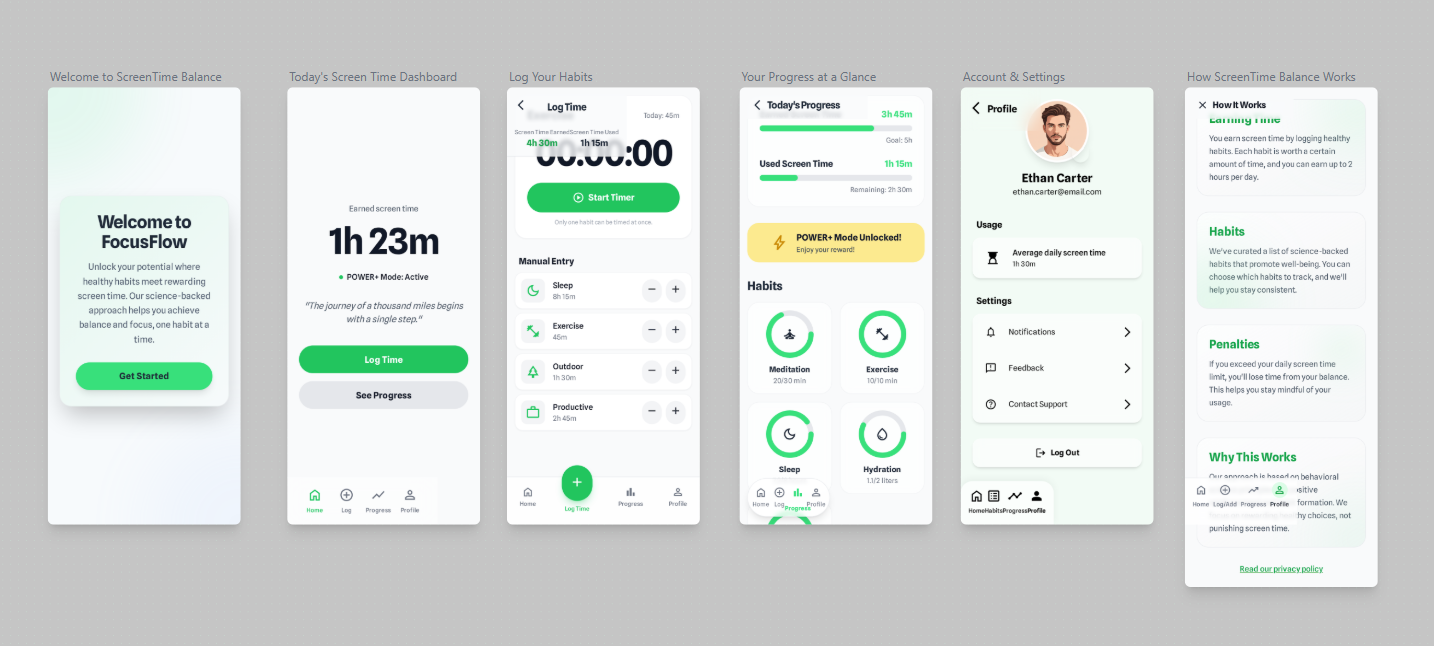 Welcome to ScreenTime Balance
Welcome to
FocusFlow
Unlock your potential where
healthy habits meet rewarding
screen time. Our science-backed
approach helps you achieve
balance and focus, one habit at a
time.
Get Started
Today's Screen Time Dashboard
Earned screen time
1h 23m
POWER+ Mode: Active
"The journey of a thousand miles begins
with a single step."
Log Time
See Progress
Home Log Progress Profile
Log Your Habits
Log Time
Exercise
Today: 45m
Screen Time Earned Screen Time Used
4h 30m 1h 15m
00:00:00
Start Timer
Only one habit can be timed at once.
Manual Entry
Sleep
8h 15m
Exercise
45m
Outdoor
1h 30m
Productive
2h 45m
Home Log Time Progress Profile
Your Progress at a Glance
Today's Progress
3h 45m
Goal: 5h
Used Screen Time 1h 15m
Remaining: 2h 30m
POWER+ Mode Unlocked!
Enjoy your reward!
Habits
Meditation
20/30 min
Exercise
10/10 min
Sleep
Hydration
1.1/2 liters
Home Log Progress Profile
Account & Settings
Profile
Ethan Carter
ethan.carter@email.com
Usage
Average daily screen time
1h 30m
Settings
Notifications
Feedback
Contact Support
Log Out
Home Habits Progress Profile
How ScreenTime Balance Works
How It Works
Earning Time
You earn screen time by logging healthy
habits. Each habit is worth a certain
amount of time, and you can earn up to 2
hours per day.
Habits
We've curated a list of science-backed
habits that promote well-being. You can
choose which habits to track, and we'll
help you stay consistent.
Penalties
If you exceed your daily screen time
limit, you'll lose time from your balance.
This helps you stay mindful of your
usage.
Why This Works
Our approach is based on behavioral
sitive
formation. We
hy choices, not
punishing screen time.
Home Log/Add Progress Profile
Read our privacy policy